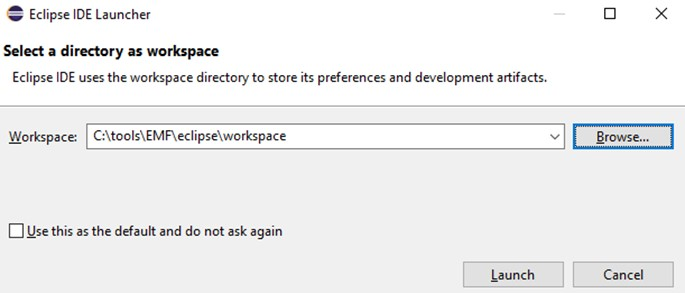 Eclipse IDE Launcher
Select a directory as workspace
Eclipse IDE uses the workspace directory to store its preferences and development artifacts.
Workspace: C:\tools\EMF\eclipse\workspace Browse...
Use this as the default and do not ask again
Launch Cancel